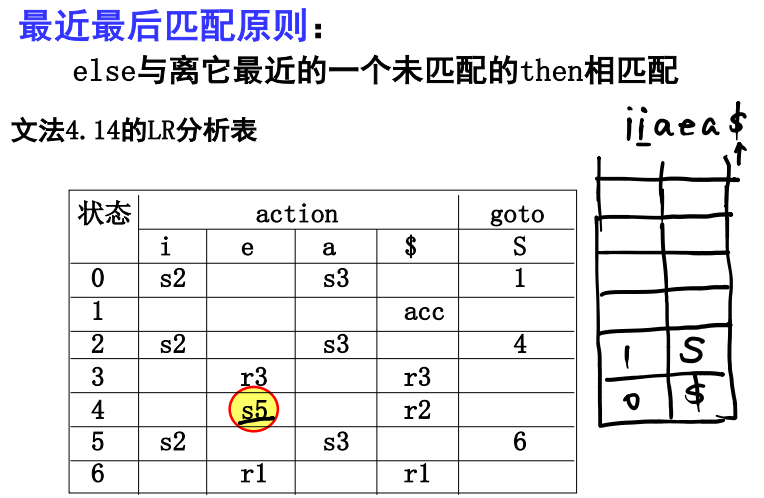 最近最后匹配原则：
else与离它最近的一个未匹配的then相匹配
文法4.14的LR分析表
iiaea$
状态 action goto
i e a $ S
0 s2 s3 1
1 acc
2 s2 s3 4
3 r3 r3
4 s5 r2
5 s2 s3 6
6 r1 r1
1 S
0 $